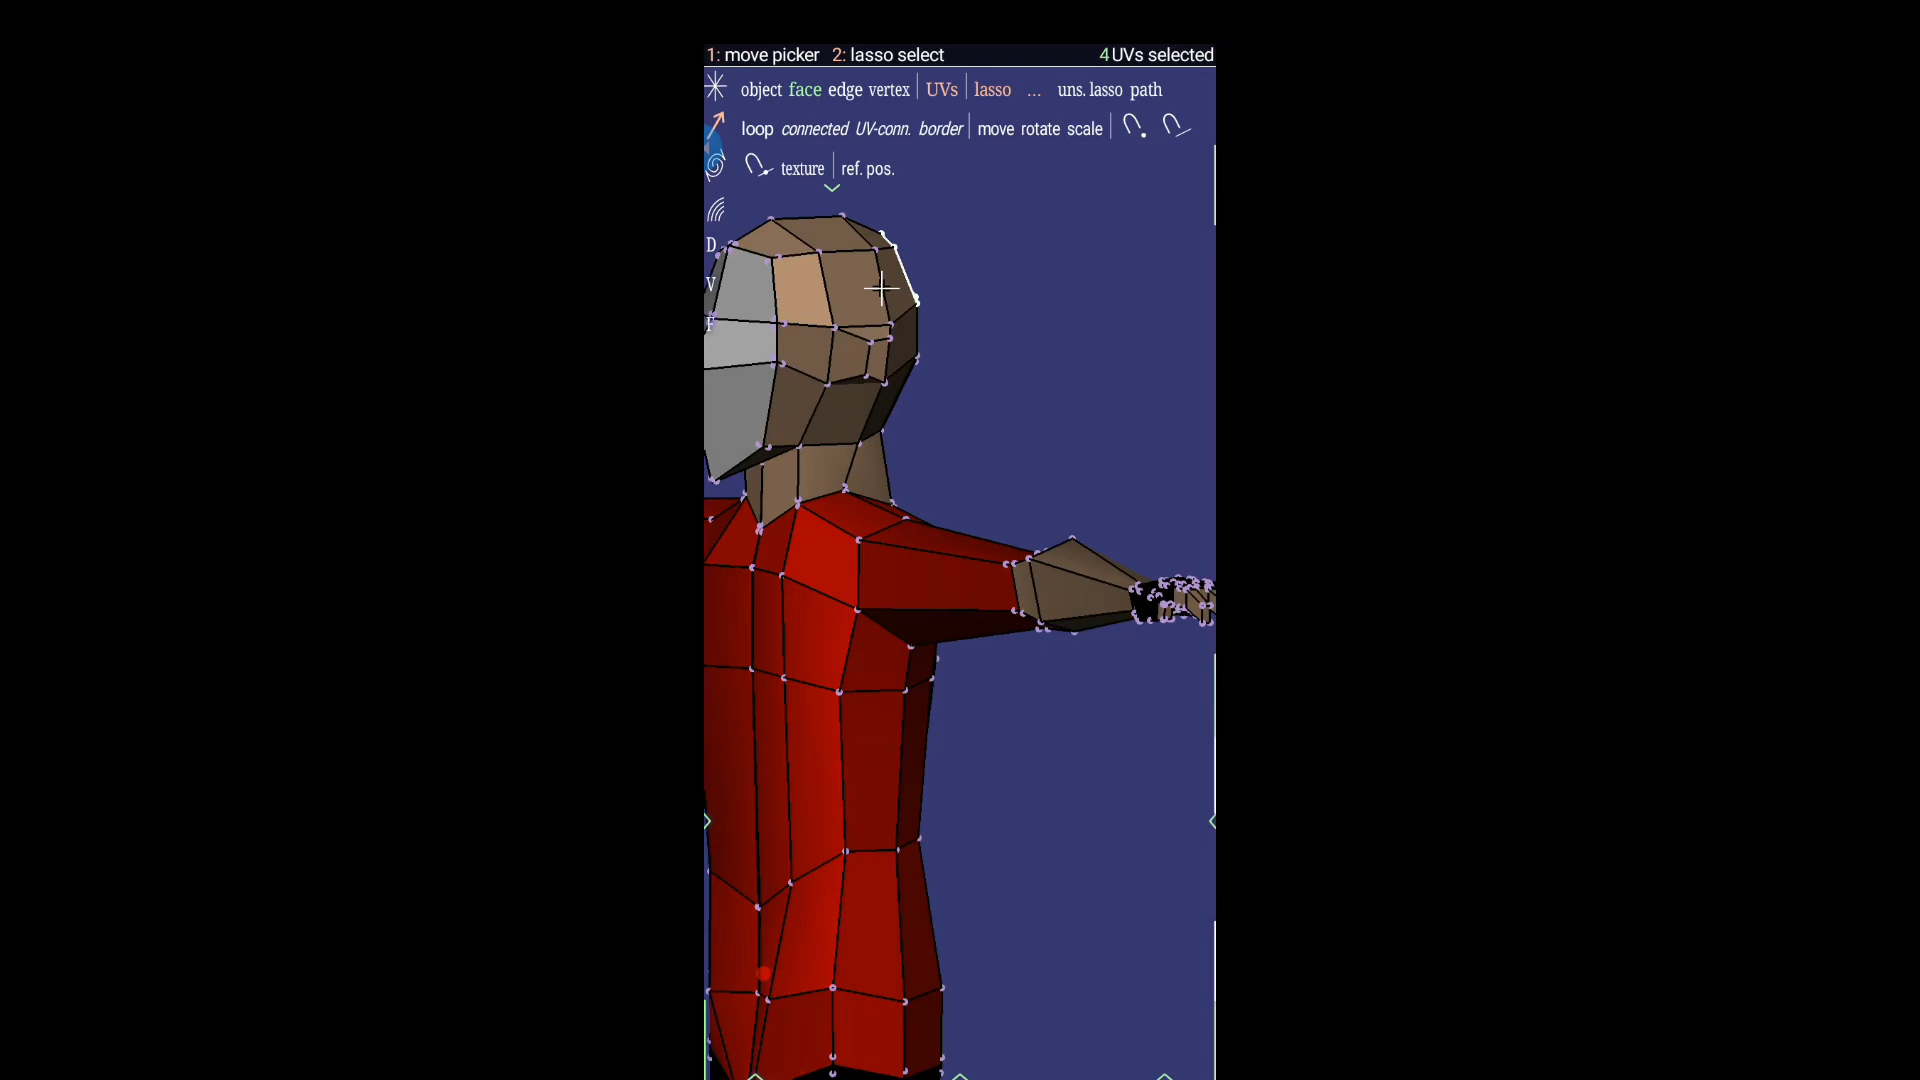 1: move picker 2: lasso select 4 UVs selected
object face edge vertex UVs lasso ... uns. lasso path
loop connected UV-conn. border move rotate scale
texture ref. pos.
D
V
F